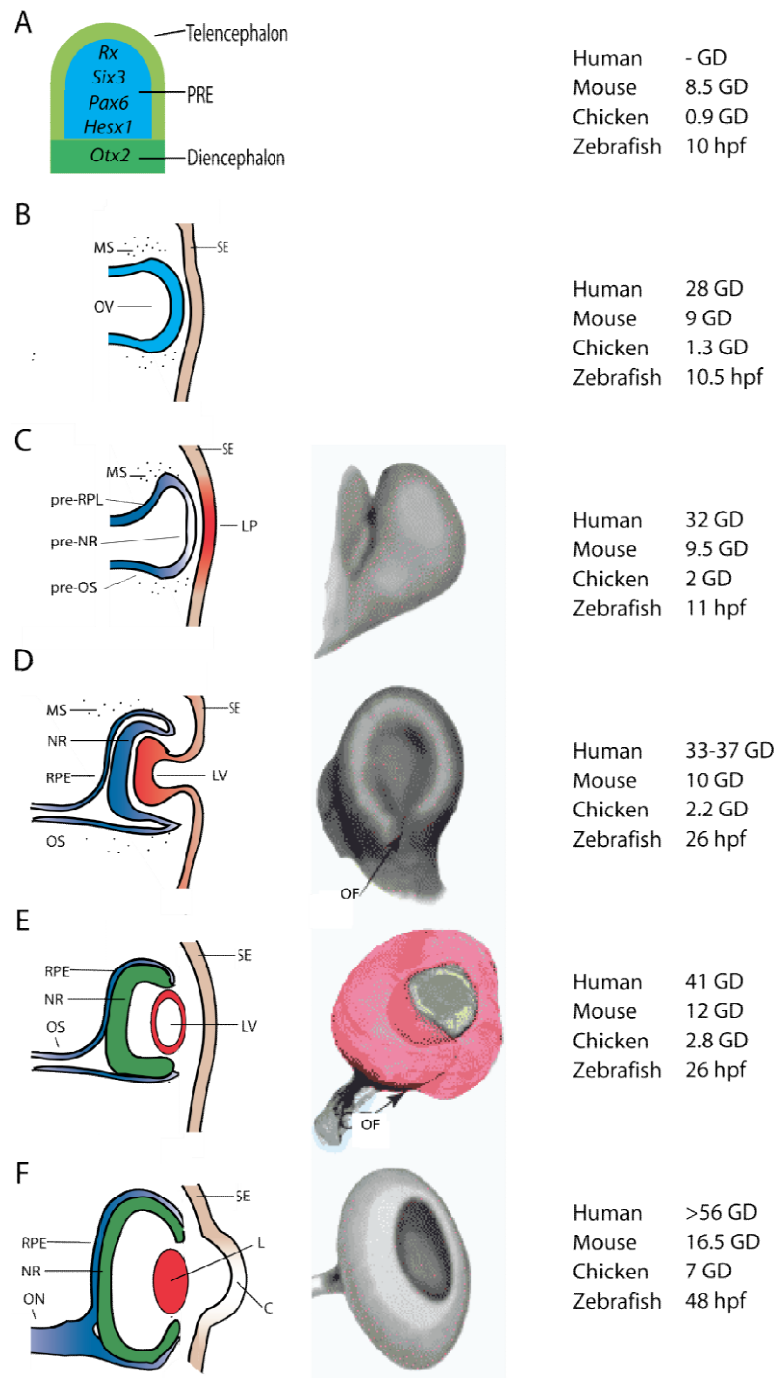 A
Telencephalon
Rx
Six3
PRE
Pax6
Hesx1
Otx2
Diencephalon
Human - GD
Mouse 8.5 GD
Chicken 0.9 GD
Zebrafish 10 hpf
B
MS
SE
OV
Human 28 GD
Mouse 9 GD
Chicken 1.3 GD
Zebrafish 10.5 hpf
C
SE
MS
pre-RPL
LP
pre-NR
pre-OS
Human 32 GD
Mouse 9.5 GD
Chicken 2 GD
Zebrafish 11 hpf
D
MS
SE
NR
RPE
LV
OS
OF
Human 33-37 GD
Mouse 10 GD
Chicken 2.2 GD
Zebrafish 26 hpf
E
SE
RPE
NR
OS
LV
OF
Human 41 GD
Mouse 12 GD
Chicken 2.8 GD
Zebrafish 26 hpf
F
SE
RPE
L
NR
ON
C
Human >56 GD
Mouse 16.5 GD
Chicken 7 GD
Zebrafish 48 hpf